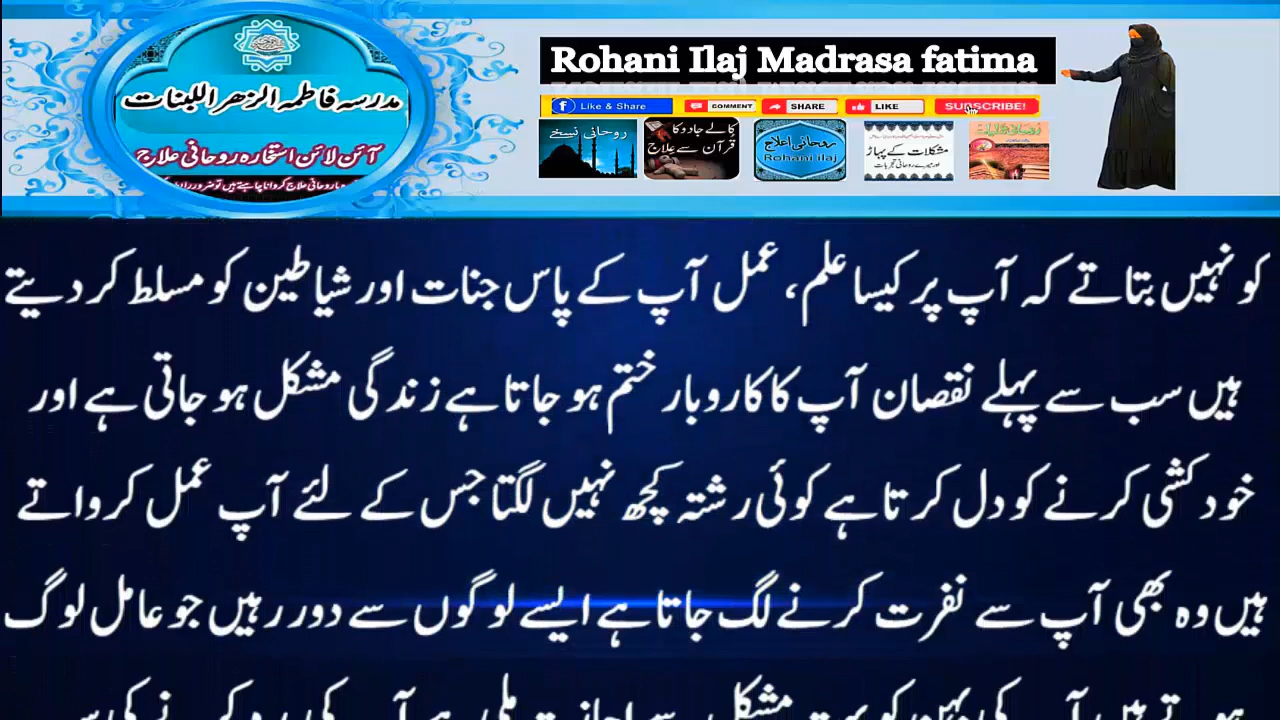 مدرسہ فاطمہ الزھرا للبنات
آئن لائن استخارہ روحانی علاج
Rohani Ilaj Madrasa fatima
Like & Share
COMMENT
SHARE
LIKE
SUBSCRIBE!
روحانی نسخے
کالے جادو کا
قرآن سے علاج
روحانی اعلاج
Rohani ilaj
مشکلات کے پہاڑ
کو نہیں بتاتے کہ آپ پر کیسا علم، عمل آپ کے پاس جنات اور شیاطین کو مسلط کر دیتے
ہیں سب سے پہلے نقصان آپ کا کاروبار ختم ہو جاتا ہے زندگی مشکل ہو جاتی ہے اور
خودکشی کرنے کو دل کرتا ہے کوئی رشتہ کچھ نہیں لگتا جس کے لئے آپ عمل کرواتے
ہیں وہ بھی آپ سے نفرت کرنے لگ جاتا ہے ایسے لوگوں سے دور رہیں جو عامل لوگ